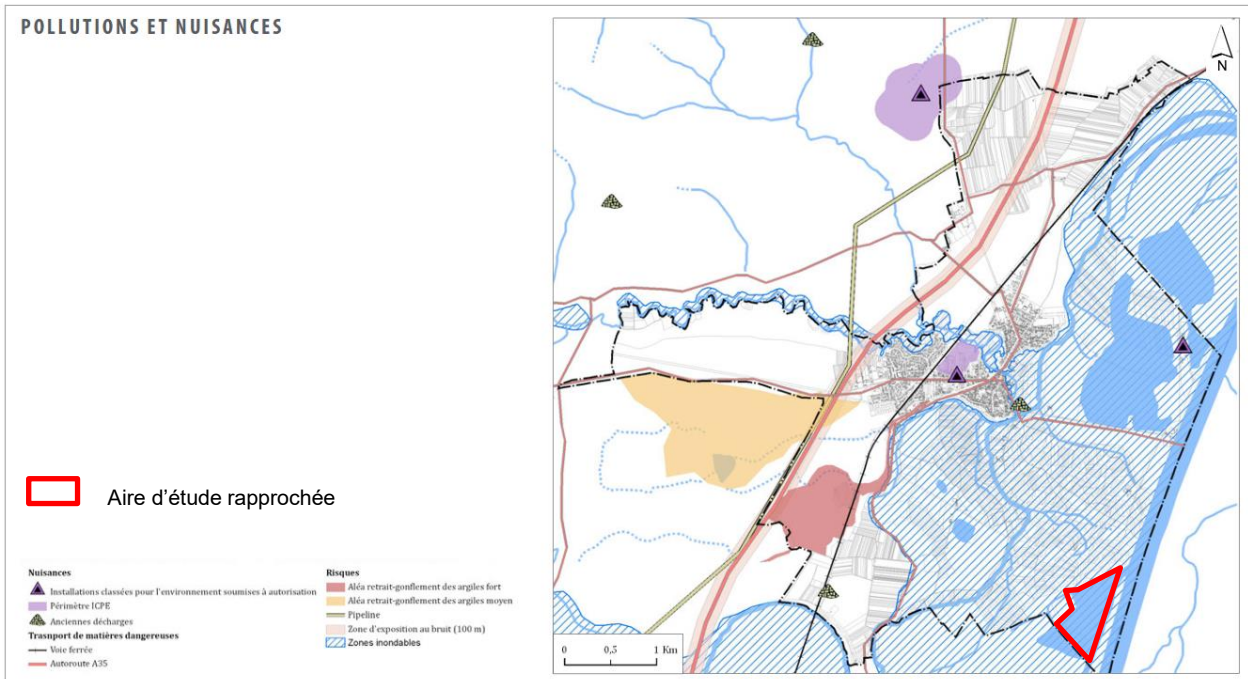 POLLUTIONS ET NUISANCES
N
Aire d'étude rapprochée
Nuisances
Installations classées pour l'environnement soumises à autorisation
Périmètre ICPE
Anciennes décharges
Transport de matières dangereuses
Voie ferrée
Autoroute A35
Risques
Aléa retrait-gonflement des argiles fort
Aléa retrait-gonflement des argiles moyen
Pipeline
Zone d'exposition au bruit (100 m)
Zones inondables
0 0,5 1 Km